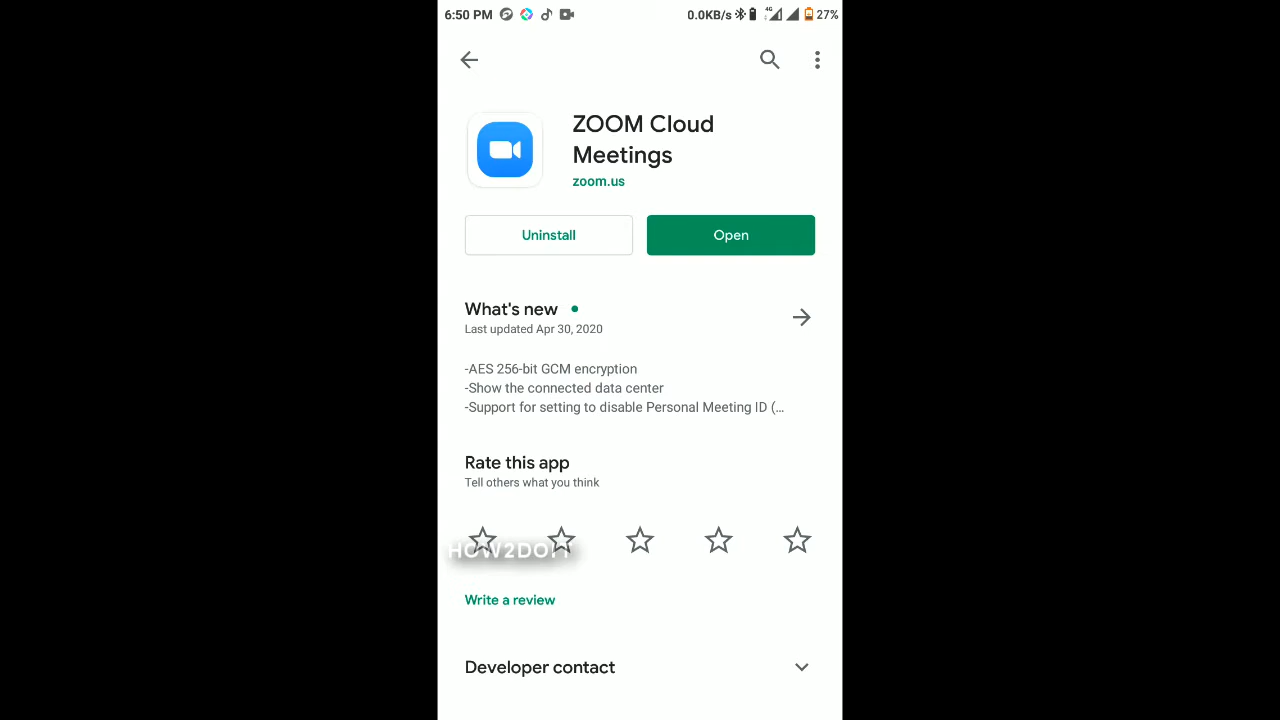 6:50 PM 0.0KB/s 4G 27%
ZOOM Cloud
Meetings
zoom.us
Uninstall Open
What's new
Last updated Apr 30, 2020
-AES 256-bit GCM encryption
-Show the connected data center
-Support for setting to disable Personal Meeting ID (...
Rate this app
Tell others what you think
HOW2DOIT
Write a review
Developer contact